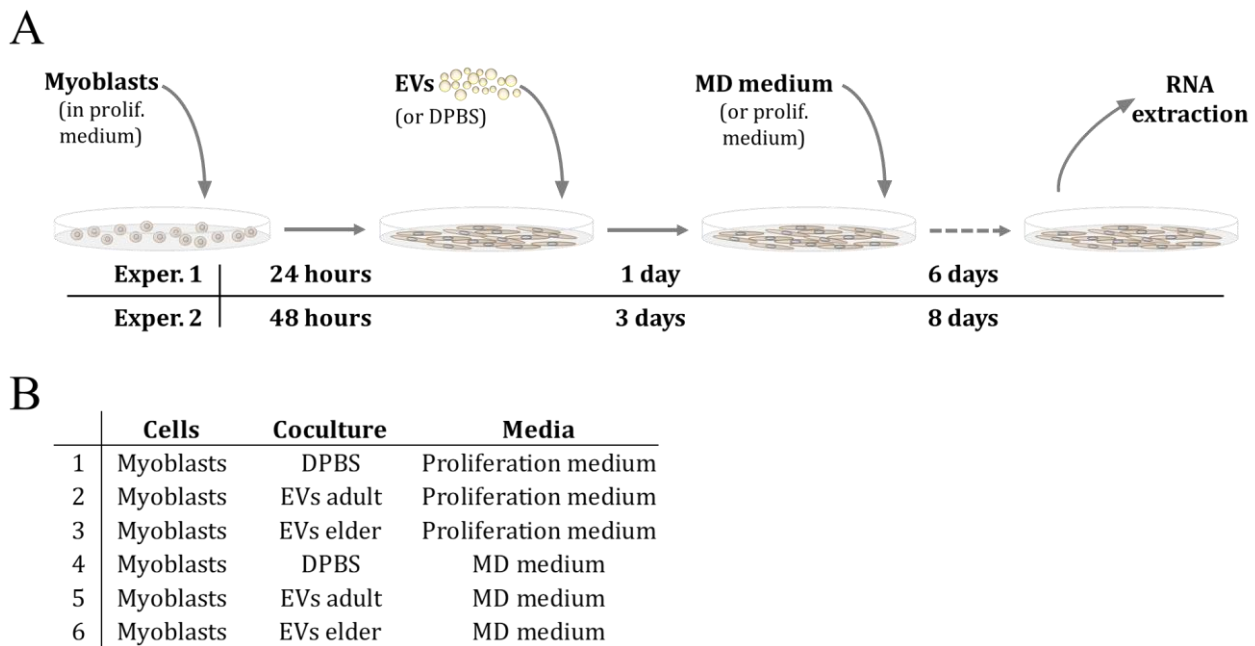 A
Myoblasts
(in prolif.
medium)
EVs
(or DPBS)
MD medium
(or prolif.
medium)
RNA
extraction
Exper. 1 24 hours 1 day 6 days
Exper. 2 48 hours 3 days 8 days
B
Cells Coculture Media
1 Myoblasts DPBS Proliferation medium
2 Myoblasts EVs adult Proliferation medium
3 Myoblasts EVs elder Proliferation medium
4 Myoblasts DPBS MD medium
5 Myoblasts EVs adult MD medium
6 Myoblasts EVs elder MD medium